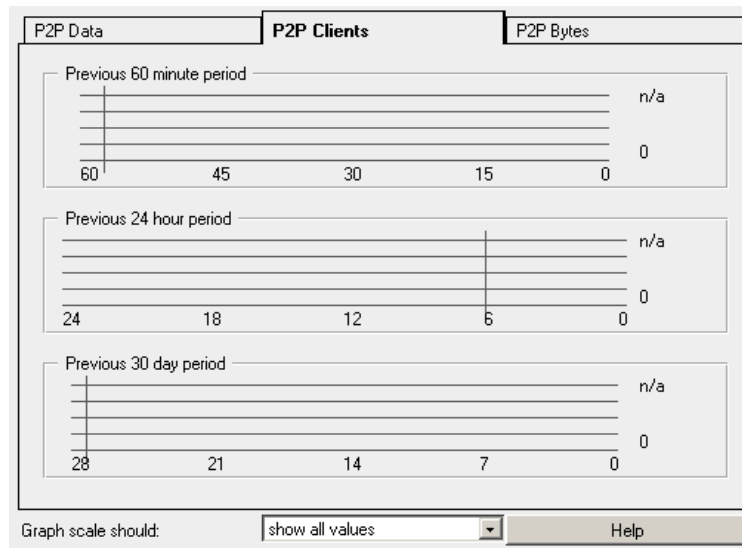 P2P Data P2P Clients P2P Bytes
Previous 60 minute period
n/a
0
60 45 30 15 0
Previous 24 hour period
n/a
0
24 18 12 6 0
Previous 30 day period
n/a
0
28 21 14 7 0
Graph scale should: show all values Help